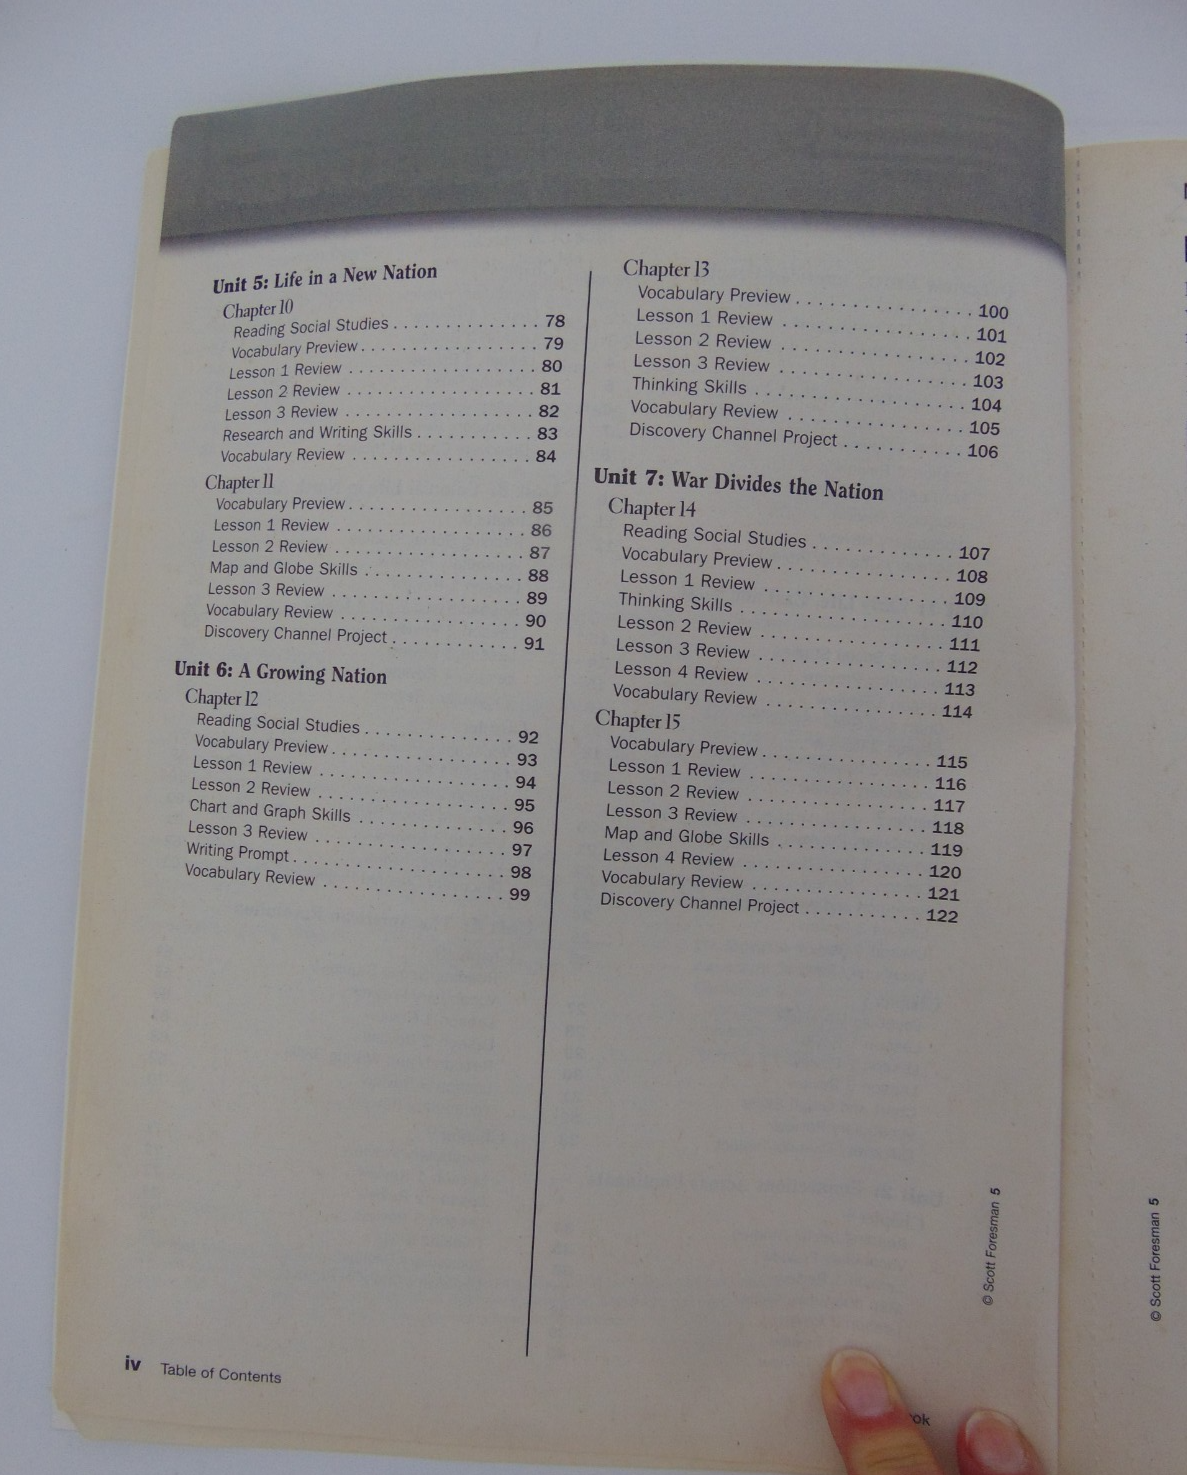 Unit 5: Life in a New Nation
Chapter 10
Reading Social Studies . . . . . . . . . . . . . . 78
Vocabulary Preview . . . . . . . . . . . . . . . . . 79
Lesson 1 Review . . . . . . . . . . . . . . . . . . 80
Lesson 2 Review . . . . . . . . . . . . . . . . . . 81
Lesson 3 Review . . . . . . . . . . . . . . . . . . 82
Research and Writing Skills . . . . . . . . . . . 83
Vocabulary Review . . . . . . . . . . . . . . . . . 84
Chapter 11
Vocabulary Preview . . . . . . . . . . . . . . . . . 85
Lesson 1 Review . . . . . . . . . . . . . . . . . . 86
Lesson 2 Review . . . . . . . . . . . . . . . . . . 87
Map and Globe Skills . . . . . . . . . . . . . . . 88
Lesson 3 Review . . . . . . . . . . . . . . . . . . 89
Vocabulary Review . . . . . . . . . . . . . . . . . 90
Discovery Channel Project . . . . . . . . . . . . 91
Unit 6: A Growing Nation
Chapter 12
Reading Social Studies . . . . . . . . . . . . . . 92
Vocabulary Preview . . . . . . . . . . . . . . . . . 93
Lesson 1 Review . . . . . . . . . . . . . . . . . . 94
Lesson 2 Review . . . . . . . . . . . . . . . . . . 95
Chart and Graph Skills . . . . . . . . . . . . . . 96
Lesson 3 Review . . . . . . . . . . . . . . . . . . 97
Writing Prompt . . . . . . . . . . . . . . . . . . . 98
Vocabulary Review . . . . . . . . . . . . . . . . . 99
Chapter 13
Vocabulary Preview . . . . . . . . . . . . . . . . 100
Lesson 1 Review . . . . . . . . . . . . . . . . . 101
Lesson 2 Review . . . . . . . . . . . . . . . . . 102
Lesson 3 Review . . . . . . . . . . . . . . . . . 103
Thinking Skills . . . . . . . . . . . . . . . . . . 104
Vocabulary Review . . . . . . . . . . . . . . . . 105
Discovery Channel Project . . . . . . . . . . . 106
Unit 7: War Divides the Nation
Chapter 14
Reading Social Studies . . . . . . . . . . . . . 107
Vocabulary Preview . . . . . . . . . . . . . . . . 108
Lesson 1 Review . . . . . . . . . . . . . . . . . 109
Thinking Skills . . . . . . . . . . . . . . . . . . 110
Lesson 2 Review . . . . . . . . . . . . . . . . . 111
Lesson 3 Review . . . . . . . . . . . . . . . . . 112
Lesson 4 Review . . . . . . . . . . . . . . . . . 113
Vocabulary Review . . . . . . . . . . . . . . . . 114
Chapter 15
Vocabulary Preview . . . . . . . . . . . . . . . . 115
Lesson 1 Review . . . . . . . . . . . . . . . . . 116
Lesson 2 Review . . . . . . . . . . . . . . . . . 117
Lesson 3 Review . . . . . . . . . . . . . . . . . 118
Map and Globe Skills . . . . . . . . . . . . . . 119
Lesson 4 Review . . . . . . . . . . . . . . . . . 120
Vocabulary Review . . . . . . . . . . . . . . . . 121
Discovery Channel Project . . . . . . . . . . . 122
© Scott Foresman 5
iv Table of Contents
© Scott Foresman 5